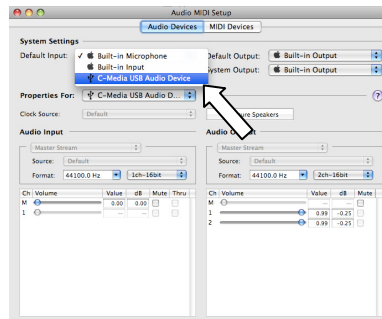 Audio MIDI Setup
Audio Devices MIDI Devices
System Settings
Default Input: ✓ Built-in Microphone
Built-in Input
C-Media USB Audio Device
Default Output: Built-in Output
System Output: Built-in Output
Properties For: C-Media USB Audio D... ?
Clock Source: Default
Speakers
Audio Input
Audio
Master Stream
Master Stream
Source: Default
Source: Default
Format: 44100.0 Hz 1ch-16bit
Format: 44100.0 Hz 2ch-16bit
Ch Volume Value dB Mute Thru
Ch Volume Value dB Mute
M 0.00 0.00
M — —
1 — —
1 0.99 -0.25
2 0.99 -0.25